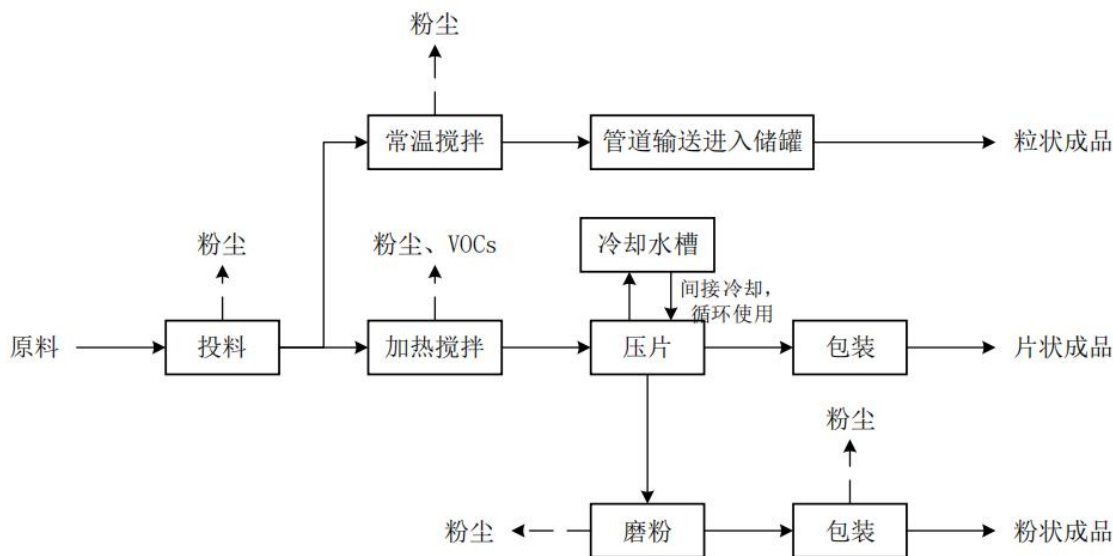 粉尘
常温搅拌
管道输送进入储罐
粒状成品
粉尘
粉尘、VOCs
冷却水槽
间接冷却，
循环使用
原料
投料
加热搅拌
压片
包装
片状成品
粉尘
粉尘
磨粉
包装
粉状成品